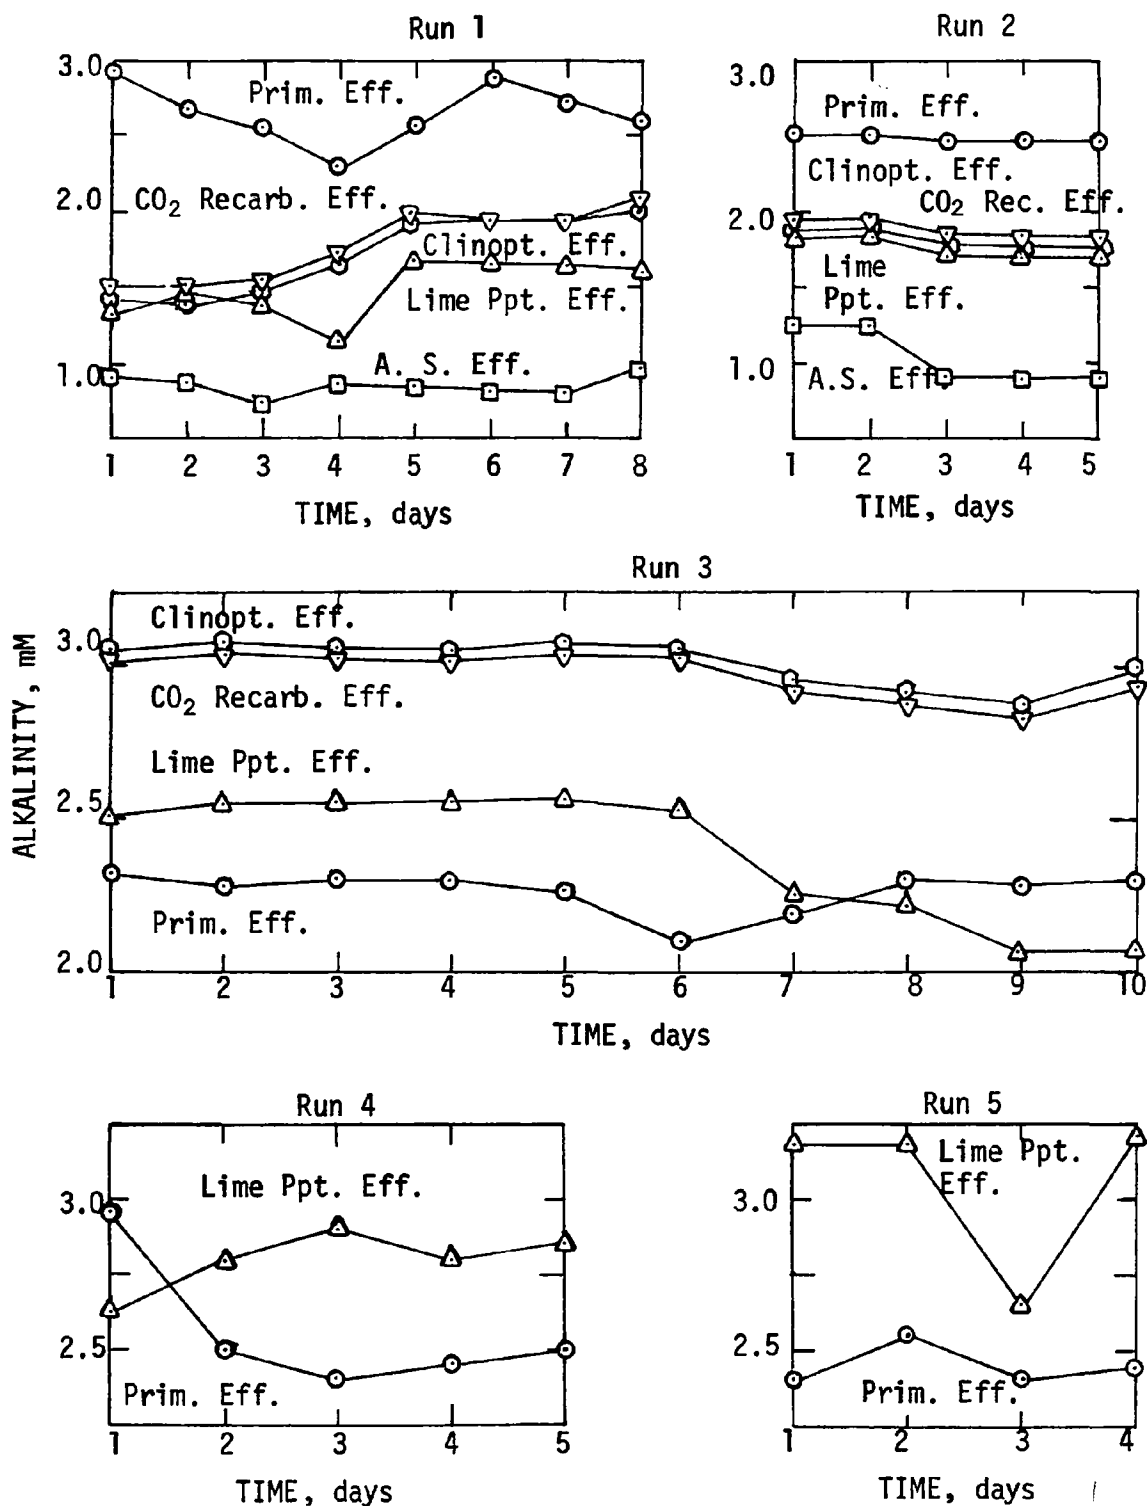 Run 1
3.0
Prim. Eff.
2.0
CO₂ Recarb. Eff.
Clinopt. Eff.
Lime Ppt. Eff.
1.0
A. S. Eff.
1 2 3 4 5 6 7 8
TIME, days
Run 2
3.0
Prim. Eff.
Clinopt. Eff.
2.0
CO₂ Rec. Eff.
Lime
Ppt. Eff.
1.0
A.S. Eff.
1 2 3 4 5
TIME, days
ALKALINITY, mM
Run 3
Clinopt. Eff.
3.0
CO₂ Recarb. Eff.
Lime Ppt. Eff.
2.5
Prim. Eff.
2.0
1 2 3 4 5 6 7 8 9 10
TIME, days
Run 4
Lime Ppt. Eff.
3.0
2.5
Prim. Eff.
1 2 3 4 5
TIME, days
Run 5
Lime Ppt.
Eff.
3.0
2.5
Prim. Eff.
1 2 3 4
TIME, days